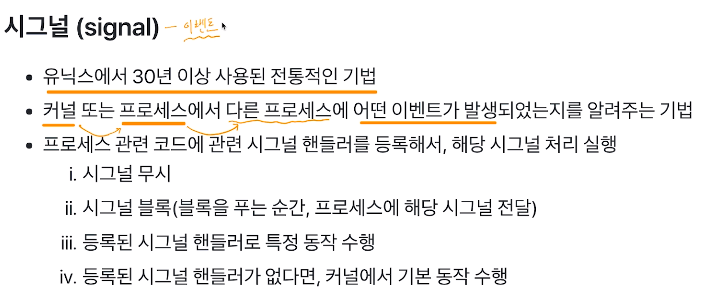 시그널 (signal) - 이벤트
• 유닉스에서 30년 이상 사용된 전통적인 기법
• 커널 또는 프로세스에서 다른 프로세스에 어떤 이벤트가 발생되었는지를 알려주는 기법
• 프로세스 관련 코드에 관련 시그널 핸들러를 등록해서, 해당 시그널 처리 실행
i. 시그널 무시
ii. 시그널 블록(블록을 푸는 순간, 프로세스에 해당 시그널 전달)
iii. 등록된 시그널 핸들러로 특정 동작 수행
iv. 등록된 시그널 핸들러가 없다면, 커널에서 기본 동작 수행